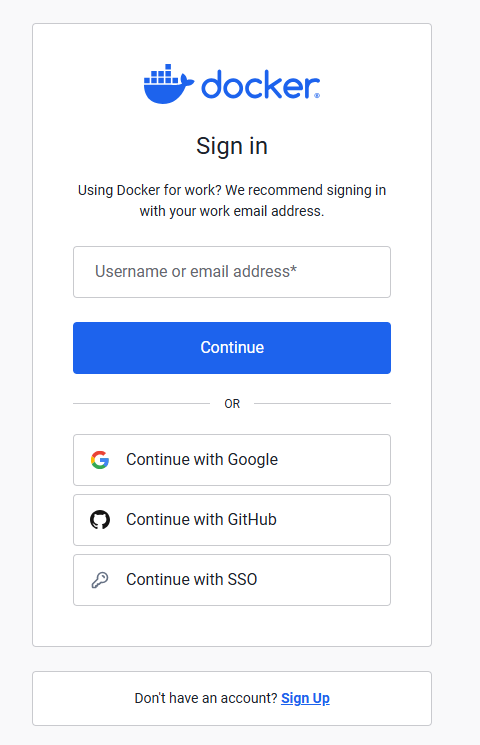 docker®
Sign in
Using Docker for work? We recommend signing in
with your work email address.
Username or email address*
Continue
OR
Continue with Google
Continue with GitHub
Continue with SSO
Don't have an account? Sign Up